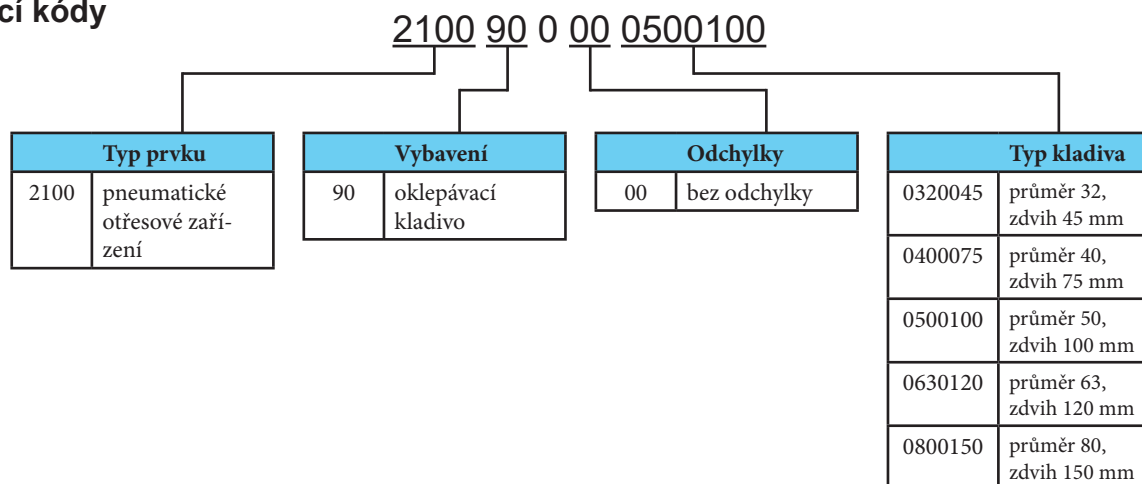 cí kódy
2100 90 0 00 0500100
Typ prvku
2100 pneumatické
otřesové zaří-
zení
Vybavení
90 oklepávací
kladivo
Odchylky
00 bez odchylky
Typ kladiva
0320045 průměr 32,
zdvih 45 mm
0400075 průměr 40,
zdvih 75 mm
0500100 průměr 50,
zdvih 100 mm
0630120 průměr 63,
zdvih 120 mm
0800150 průměr 80,
zdvih 150 mm